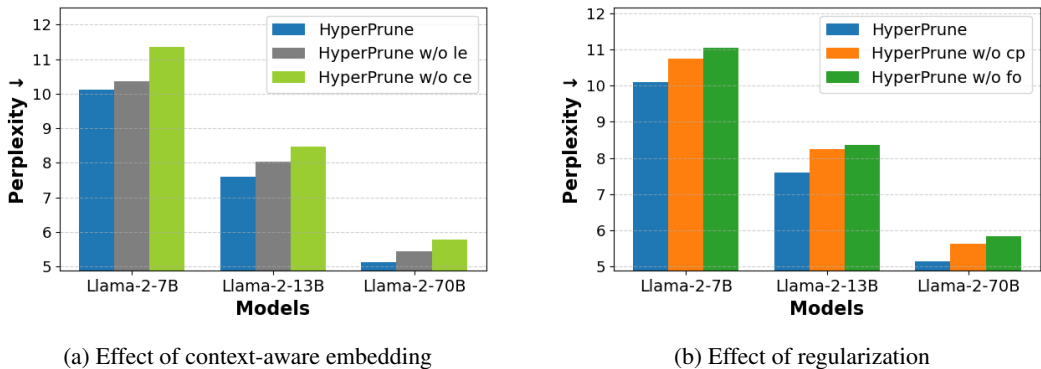 12
11
10
9
8
7
6
5
Perplexity ↓
HyperPrune
HyperPrune w/o le
HyperPrune w/o ce
Llama-2-7B
Llama-2-13B
Llama-2-70B
Models
(a) Effect of context-aware embedding
12
11
10
9
8
7
6
5
Perplexity ↓
HyperPrune
HyperPrune w/o cp
HyperPrune w/o fo
Llama-2-7B
Llama-2-13B
Llama-2-70B
Models
(b) Effect of regularization